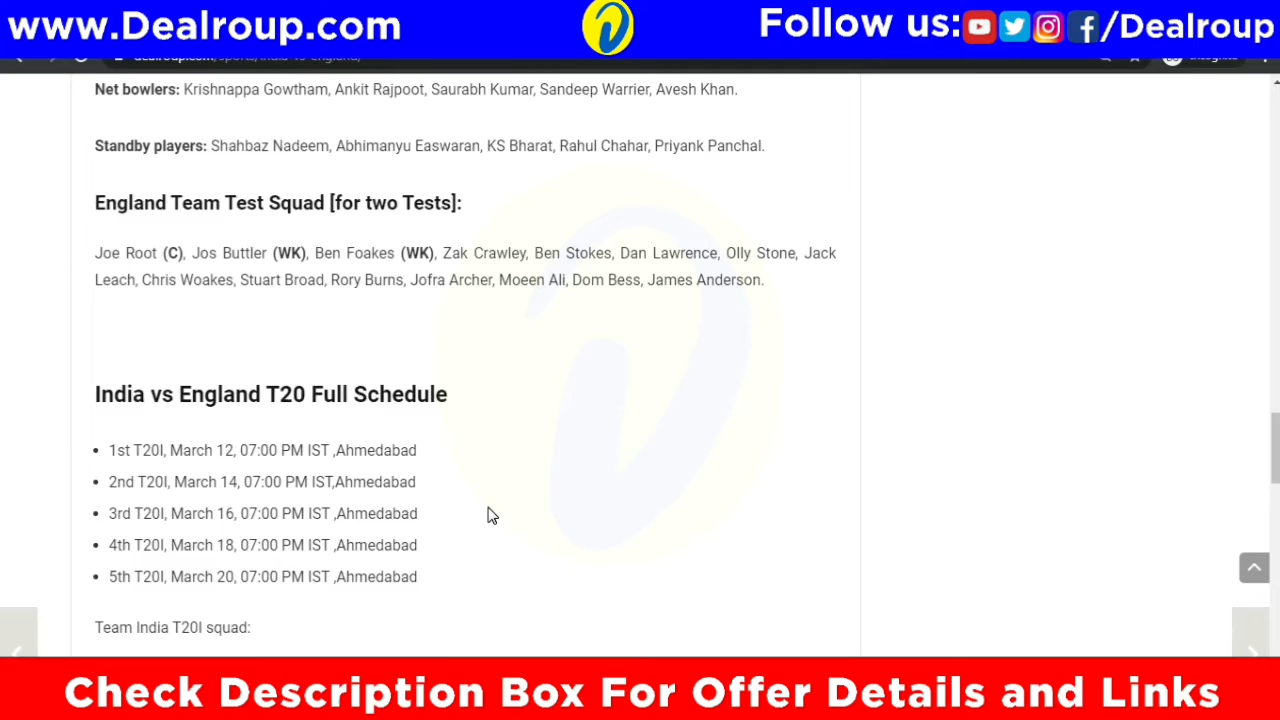 www.Dealroup.com
Follow us: /Dealroup
Net bowlers: Krishnappa Gowtham, Ankit Rajpoot, Saurabh Kumar, Sandeep Warrier, Avesh Khan.
Standby players: Shahbaz Nadeem, Abhimanyu Easwaran, KS Bharat, Rahul Chahar, Priyank Panchal.
England Team Test Squad [for two Tests]:
Joe Root (C), Jos Buttler (WK), Ben Foakes (WK), Zak Crawley, Ben Stokes, Dan Lawrence, Olly Stone, Jack
Leach, Chris Woakes, Stuart Broad, Rory Burns, Jofra Archer, Moeen Ali, Dom Bess, James Anderson.
India vs England T20 Full Schedule
• 1st T20I, March 12, 07:00 PM IST ,Ahmedabad
• 2nd T20I, March 14, 07:00 PM IST,Ahmedabad
• 3rd T20I, March 16, 07:00 PM IST ,Ahmedabad
• 4th T20I, March 18, 07:00 PM IST ,Ahmedabad
• 5th T20I, March 20, 07:00 PM IST ,Ahmedabad
Team India T20I squad:
Check Description Box For Offer Details and Links